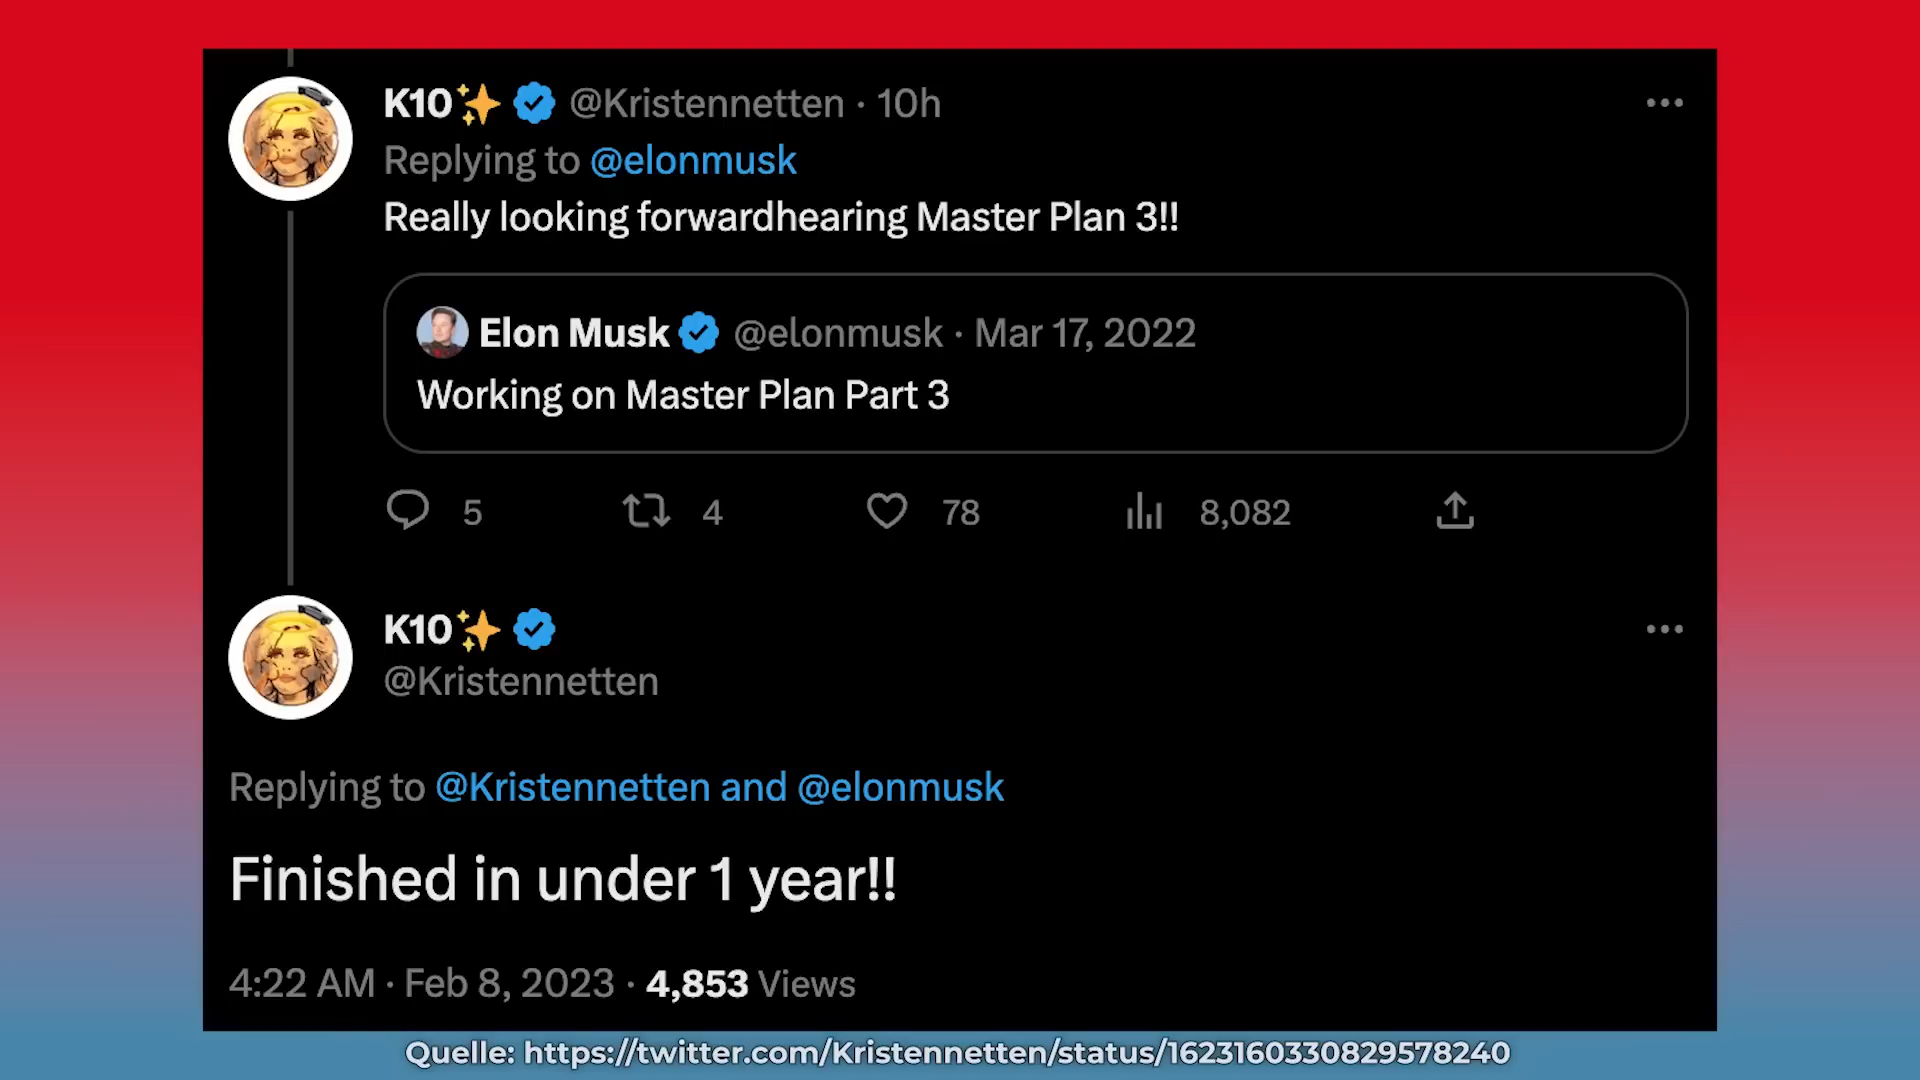 K10✨ @Kristennetten · 10h
Replying to @elonmusk
Really looking forwardhearing Master Plan 3!!
Elon Musk @elonmusk · Mar 17, 2022
Working on Master Plan Part 3
5 4 78 8,082
K10✨
@Kristennetten
Replying to @Kristennetten and @elonmusk
Finished in under 1 year!!
4:22 AM · Feb 8, 2023 · 4,853 Views
Quelle: https://twitter.com/Kristennetten/status/1623160330829578240